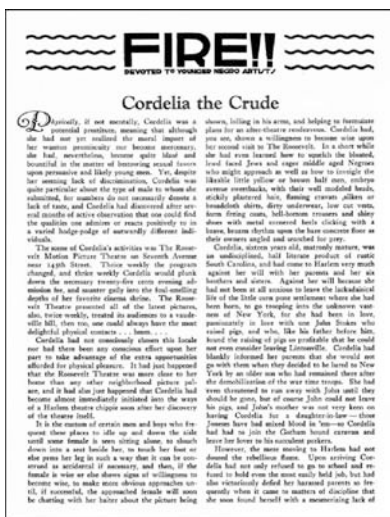 FIRE!!
DEVOTED TO YOUNGER NEGRO ARTISTS
Cordelia the Crude
Physically, if not mentally, Cordelia was a
potential prostitute, meaning that although
she had not yet realized the moral import of
her wanton promiscuity nor become mercenary,
she had, nevertheless, become quite blasé and
bountiful in the matter of bestowing sexual favors
upon persuasive and likely young men. Yet, despite
her seeming lack of discrimination, Cordelia was
quite particular about the type of male to whom she
submitted, for numbers do not necessarily denote a
lack of taste, and Cordelia had discovered after sev-
eral months of active observation that one could find
the qualities one admires or reacts positively to in
a varied hodge-podge of outwardly different indi-
viduals.
The scene of Cordelia's activities was The Roose-
velt Motion Picture Theatre on Seventh Avenue
near 145th Street. Thrice weekly the program
changed, and thrice weekly Cordelia would plunk
down the necessary twenty-five cents evening ad-
mission fee, and saunter gaily into the foul-smelling
depths of her favorite cinema shrine. The Roose-
velt Theatre presented all of the latest pictures,
also, twice weekly, treated its audiences to a vaude-
ville bill, then too, one could always have the most
delightful physical contacts . . . hmm. . . .
Cordelia had not consciously chosen this locale
nor had there been any conscious effort upon her
part to take advantage of the extra opportunities
afforded for physical pleasure. It had just happened
that the Roosevelt Theatre was more close to her
home than any other neighborhood picture pal-
ace, and it had also just happened that Cordelia had
become almost immediately initiated into the ways
of a Harlem theatre chippie soon after her discovery
of the theatre itself.
It is the custom of certain men and boys who fre-
quent these places to idle up and down the aisle
until some female is seen sitting alone, to slouch
down into a seat beside her, to touch her foot or
else press her leg in such a way that it can be con-
strued as accidental if necessary, and then, if the
female is wise or else shows signs of willingness to
become wise, to make more obvious approaches un-
til, if successful, the approached female will soon
be chatting with her baiter about the picture being
shown, lolling in his arms, and helping to formulate
plans for an after-theatre rendezvous. Cordelia had,
you see, shown a willingness to become wise upon
her second visit to The Roosevelt. In a short while
she had even learned how to squelch the bloated,
lewd faced Jews and eager middle aged Negroes
who might approach as well as how to inveigle the
likeable little yellow or brown half men, embryo
avenue sweetbacks, with their well modeled heads,
stickily plastered hair, flaming cravats, silken or
broadcloth shirts, dirty underwear, low cut vests,
form fitting coats, bell-bottom trousers and shiny
shoes with metal cornered heels clicking with a
brave, brazen rhythm upon the bare concrete floor as
their owners angled and searched for prey.
Cordelia, sixteen years old, matronly mature, was
an undisciplined, half literate product of rustic
South Carolina, and had come to Harlem very much
against her will with her parents and her six
brothers and sisters. Against her will because she
had not been at all anxious to leave the lackadaisical
life of the little corn pone settlement where she had
been born, to go trooping into the unknown vast-
ness of New York, for she had been in love,
passionately in love with one John Stokes who
raised pigs, and who, like his father before him,
found the raising of pigs so profitable that he could
not even consider leaving Lintonville. Cordelia had
blankly informed her parents that she would not
go with them when they decided to be lured to New
York by an older son who had remained there after
the demobilization of the war time troops. She had
even threatened to run away with John until they
should be gone, but of course John could not leave
his pigs, and John's mother was not very keen on
having Cordelia for a daughter-in-law—those
Joneses have bad mixed blood in 'em—so Cordelia
had had to join the Gotham bound caravan and
leave her lover to his succulent porkers.
However, the mere moving to Harlem had not
doused the rebellious flame. Upon arriving Cor-
delia had not only refused to go to school and re-
fused to hold even the most easily held job, but had
also victoriously defied her harassed parents so fre-
quently when it came to matters of discipline that
she soon found herself with a mesmerizing lack of